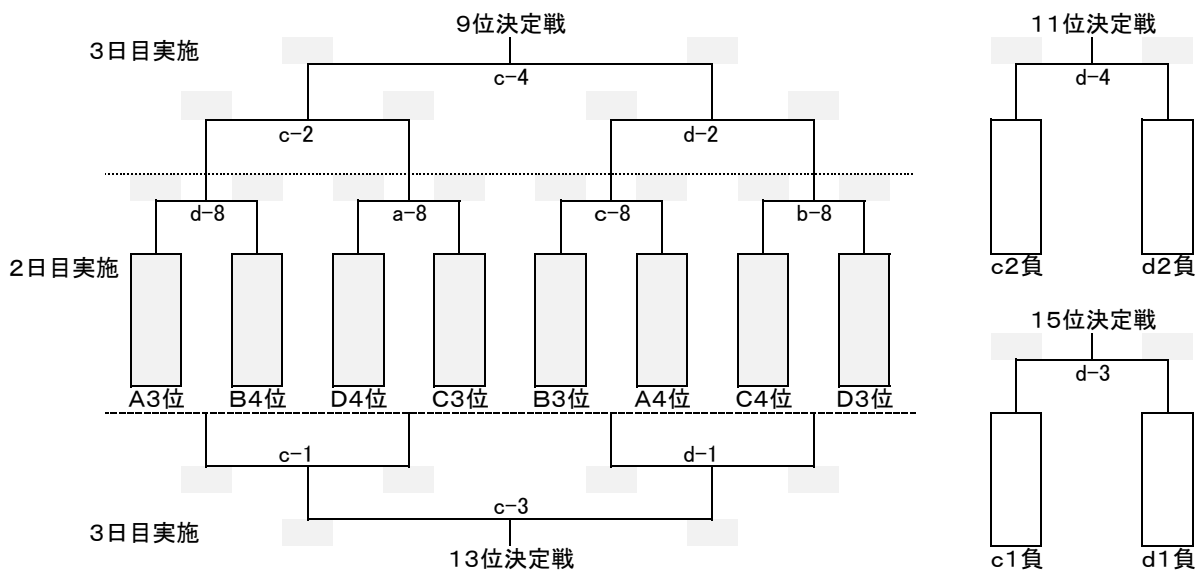 9位決定戦
11位決定戦
3日目実施
c-4
d-4
c-2
d-2
d-8
a-8
c-8
b-8
2日目実施
c2負
d2負
15位決定戦
d-3
A3位
B4位
D4位
C3位
B3位
A4位
C4位
D3位
c-1
d-1
c-3
3日目実施
13位決定戦
c1負
d1負